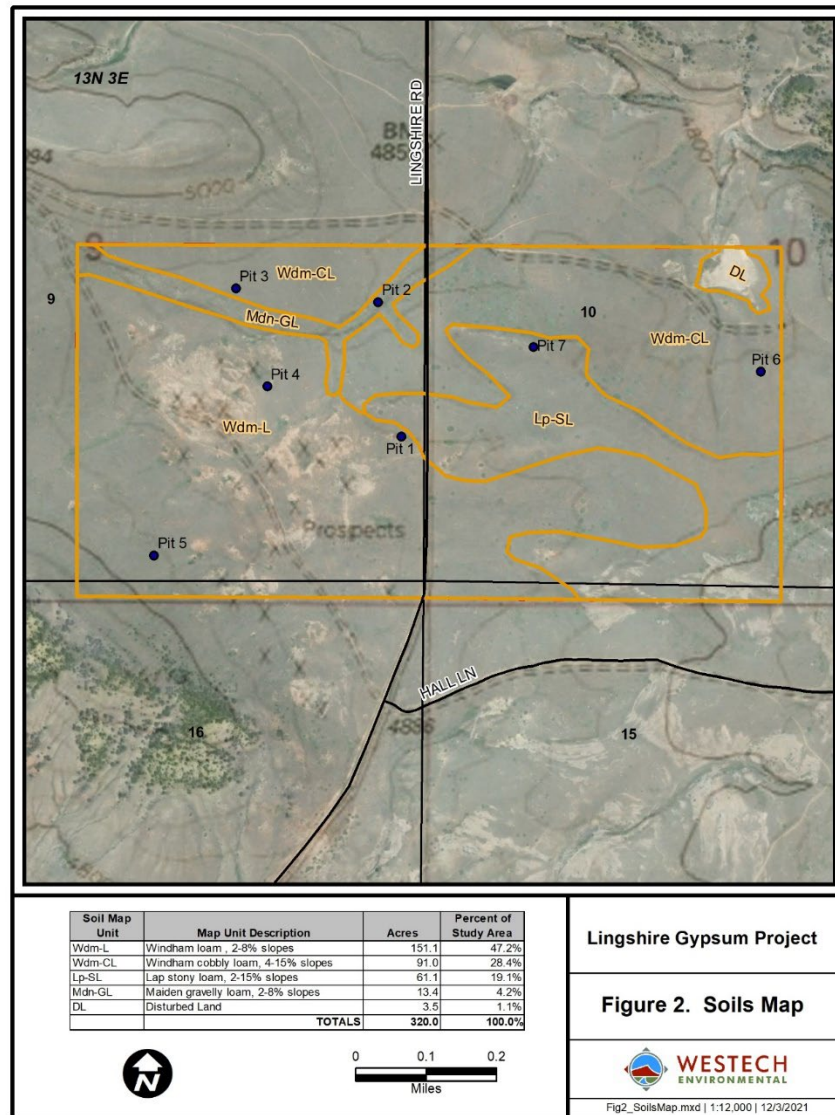 13N 3E
LINGSHIRE RD
BM
485
4800
5000
9
10
Wdm-CL
DL
Pit 3
Pit 2
9
10
Mdn-GL
Wdm-CL
Pit 7
Pit 6
Pit 4
Wdm-L
Lp-SL
Pit 1
Prospects
Pit 5
HALL LN
4886
16
15
Soil Map Unit Map Unit Description Acres Percent of Study Area
Wdm-L Windham loam , 2-8% slopes 151.1 47.2%
Wdm-CL Windham cobbly loam, 4-15% slopes 91.0 28.4%
Lp-SL Lap stony loam, 2-15% slopes 61.1 19.1%
Mdn-GL Maiden gravelly loam, 2-8% slopes 13.4 4.2%
DL Disturbed Land 3.5 1.1%
TOTALS 320.0 100.0%
N
0 0.1 0.2
Miles
Lingshire Gypsum Project
Figure 2. Soils Map
WESTECH
ENVIRONMENTAL
Fig2_SoilsMap.mxd | 1:12,000 | 12/3/2021